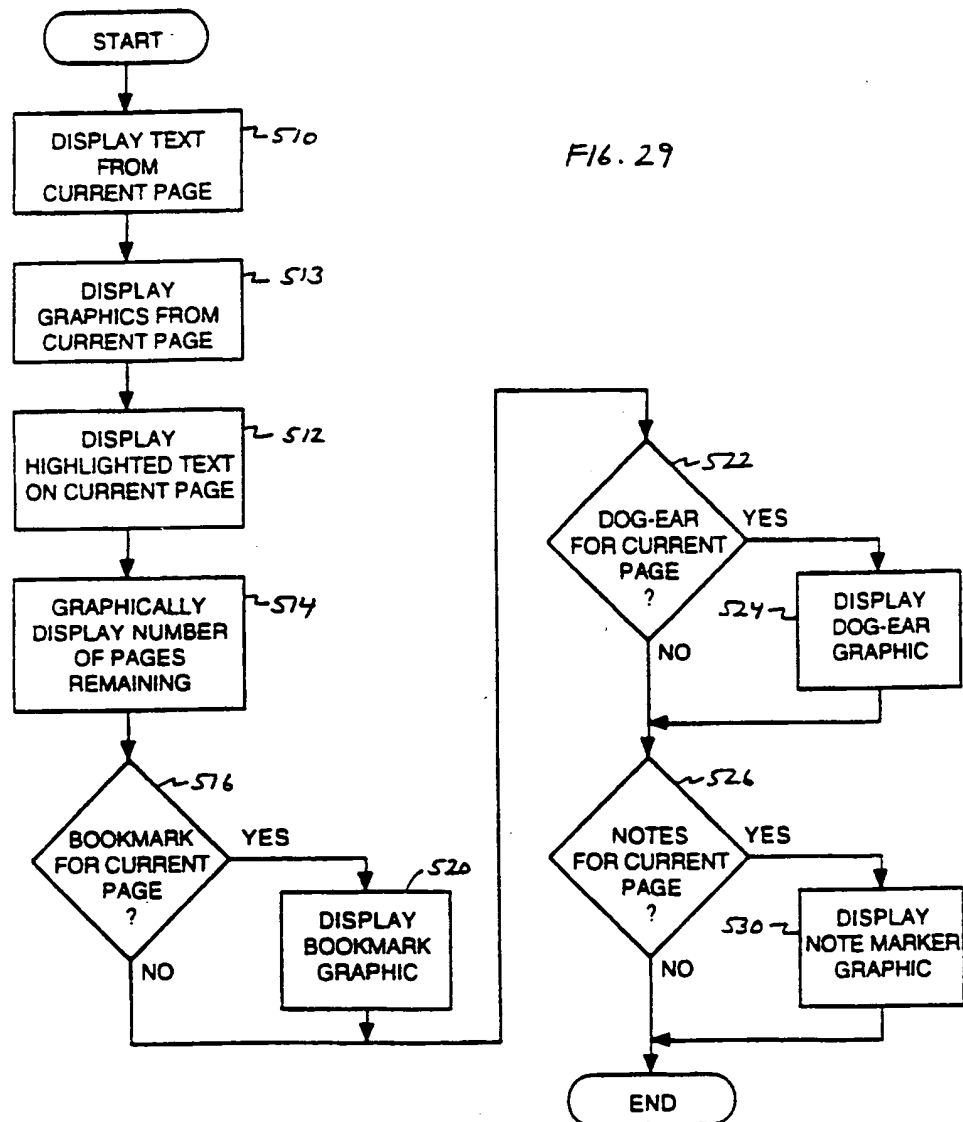 START
DISPLAY TEXT
FROM
CURRENT PAGE
510
FIG. 29
DISPLAY
GRAPHICS FROM
CURRENT PAGE
513
DISPLAY
HIGHLIGHTED TEXT
ON CURRENT PAGE
512
GRAPHICALLY
DISPLAY NUMBER
OF PAGES
REMAINING
514
516
BOOKMARK
FOR CURRENT
PAGE
?
YES
NO
520
DISPLAY
BOOKMARK
GRAPHIC
522
DOG-EAR
FOR CURRENT
PAGE
?
YES
NO
524
DISPLAY
DOG-EAR
GRAPHIC
526
NOTES
FOR CURRENT
PAGE
?
YES
NO
530
DISPLAY
NOTE MARKER
GRAPHIC
END